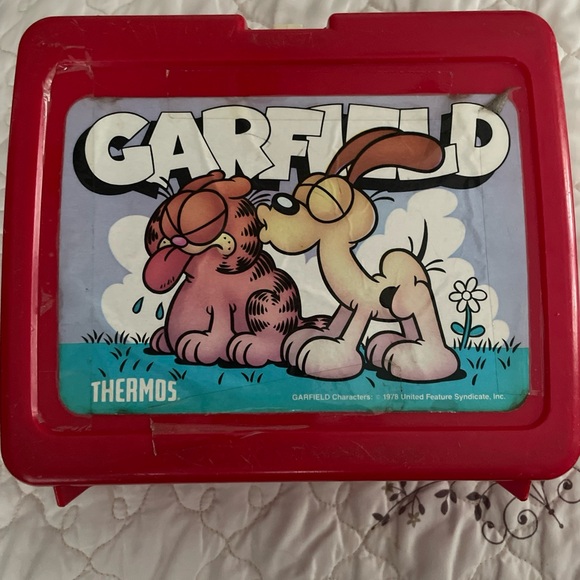 GARFIELD
THERMOS
GARFIELD Characters: © 1978 United Feature Syndicate, Inc.